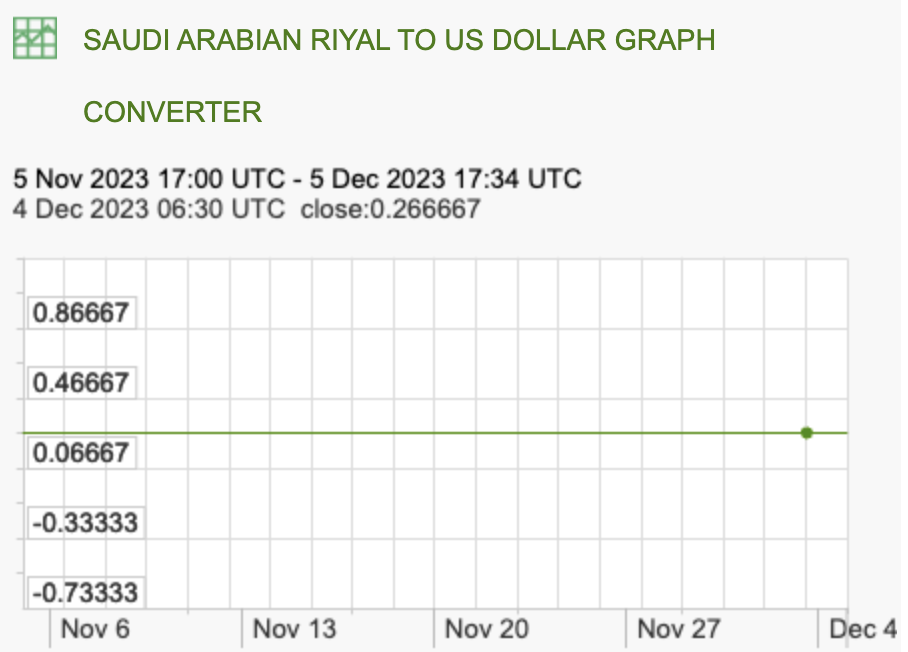 SAUDI ARABIAN RIYAL TO US DOLLAR GRAPH
CONVERTER
5 Nov 2023 17:00 UTC - 5 Dec 2023 17:34 UTC
4 Dec 2023 06:30 UTC close:0.266667
0.86667
0.46667
0.06667
-0.33333
-0.73333
Nov 6 Nov 13 Nov 20 Nov 27 Dec 4